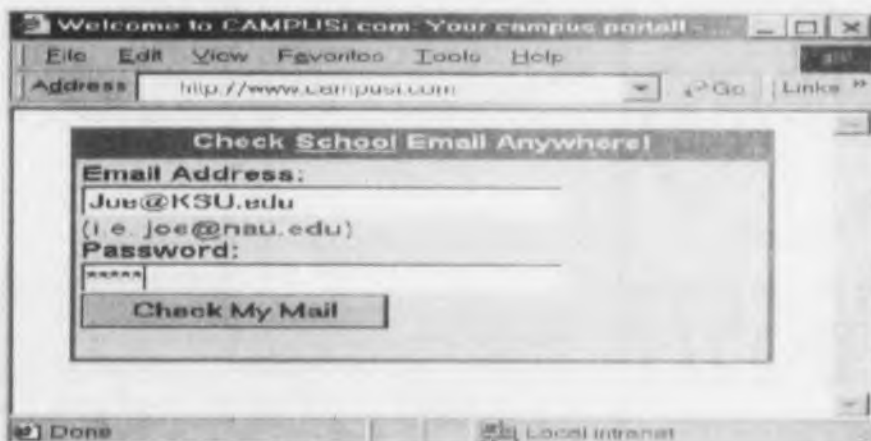 Welcome to CAMPUSi.com- Your campus portal! - ...
File Edit View Favorites Tools Help
Address http://www.campusi.com Go Links »
Check School Email Anywhere!
Email Address:
Joe@KSU.edu
(i.e. joe@nau.edu)
Password:
*****
Check My Mail
Done Local intranet